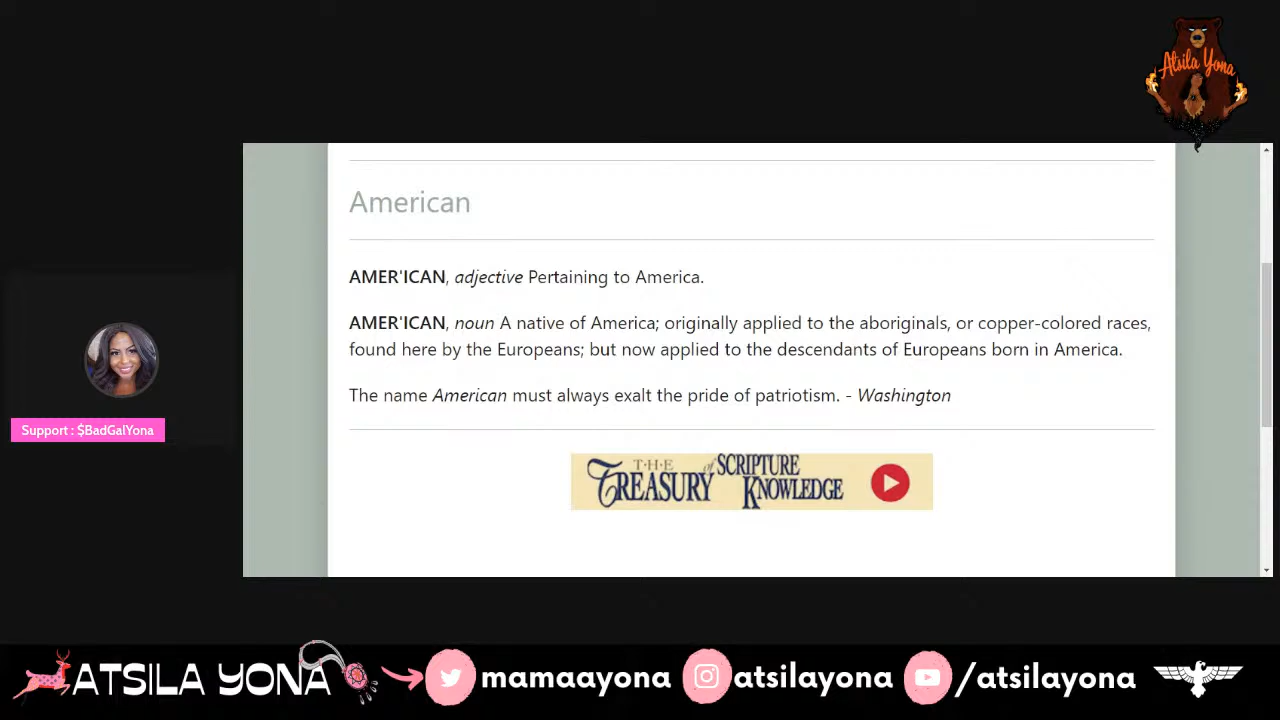 Atsila Yona
American
AMER'ICAN, adjective Pertaining to America.
AMER'ICAN, noun A native of America; originally applied to the aboriginals, or copper-colored races,
found here by the Europeans; but now applied to the descendants of Europeans born in America.
The name American must always exalt the pride of patriotism. - Washington
THE TREASURY of SCRIPTURE KNOWLEDGE
Support : $BadGalYona
ATSILA YONA mamaayona atsilayona /atsilayona